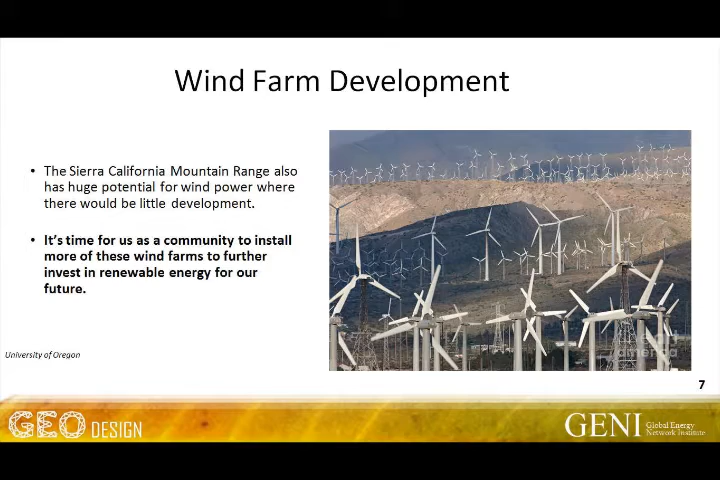 Wind Farm Development
• The Sierra California Mountain Range also
has huge potential for wind power where
there would be little development.
• It's time for us as a community to install
more of these wind farms to further
invest in renewable energy for our
future.
University of Oregon
7
GEO DESIGN
GENI Global Energy
Network Institute